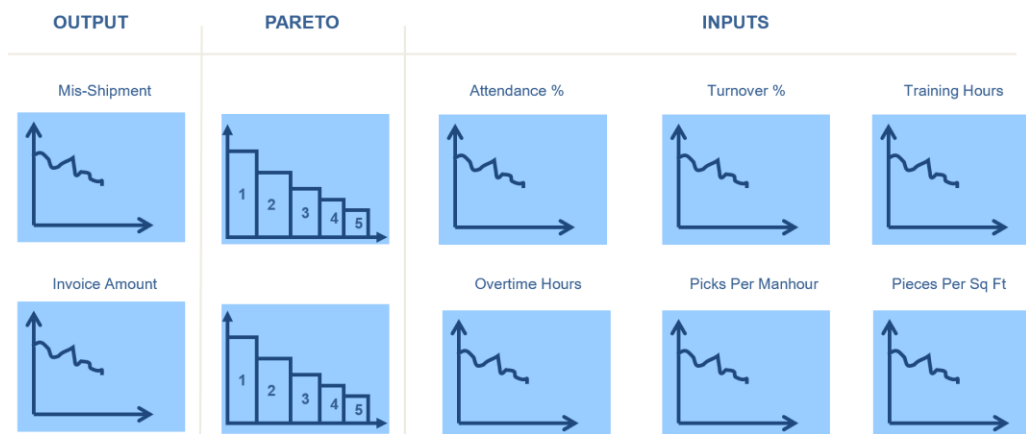 OUTPUT PARETO INPUTS
Mis-Shipment Attendance % Turnover % Training Hours
1 2 3 4 5
Invoice Amount Overtime Hours Picks Per Manhour Pieces Per Sq Ft
1 2 3 4 5